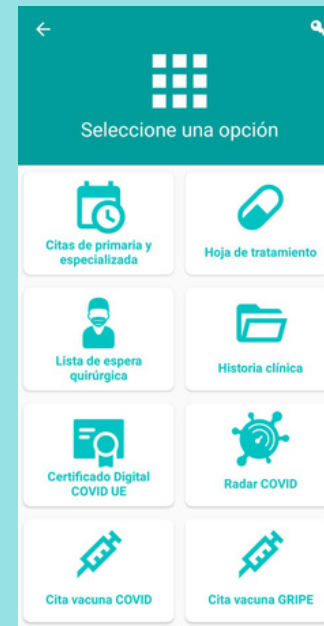 Seleccione una opción
Citas de primaria y
especializada
Hoja de tratamiento
Lista de espera
quirúrgica
Historia clínica
Certificado Digital
COVID UE
Radar COVID
Cita vacuna COVID
Cita vacuna GRIPE